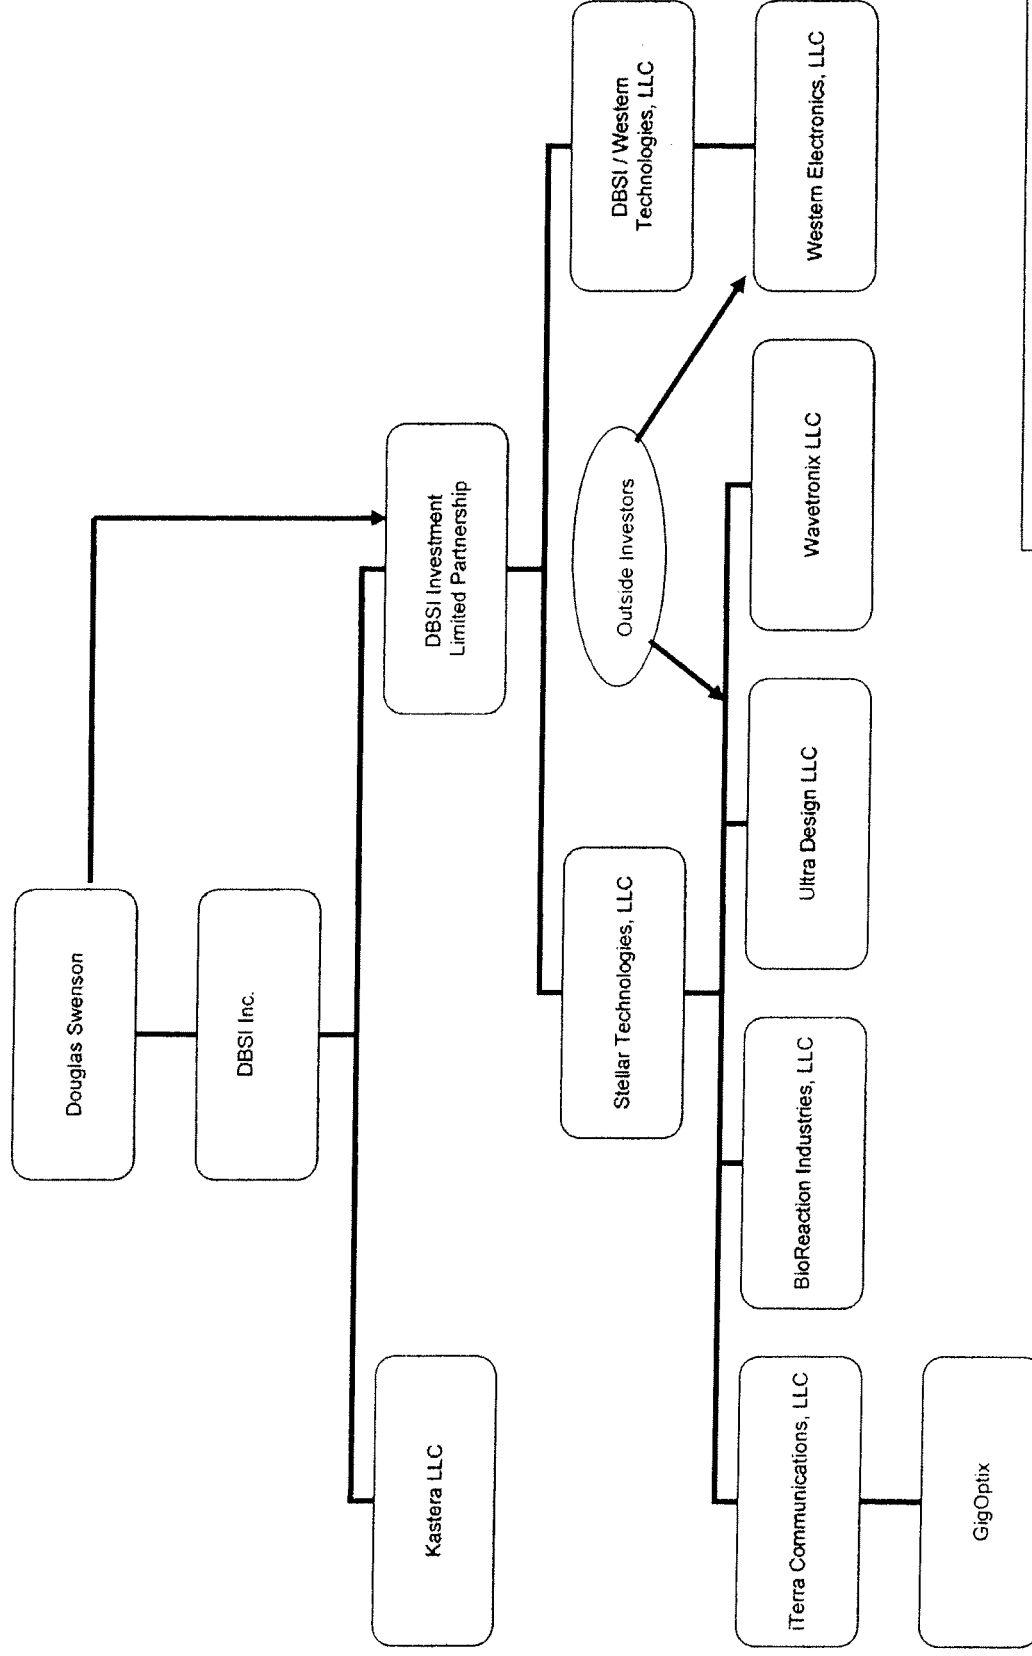 Douglas Swenson
DBSI Inc.
Kastera LLC
DBSI Investment
Limited Partnership
Stellar Technologies, LLC
Outside Investors
DBSI / Western
Technologies, LLC
iTerra Communications, LLC
BioReaction Industries, LLC
Ultra Design LLC
Wavetronix LLC
Western Electronics, LLC
GigOptix